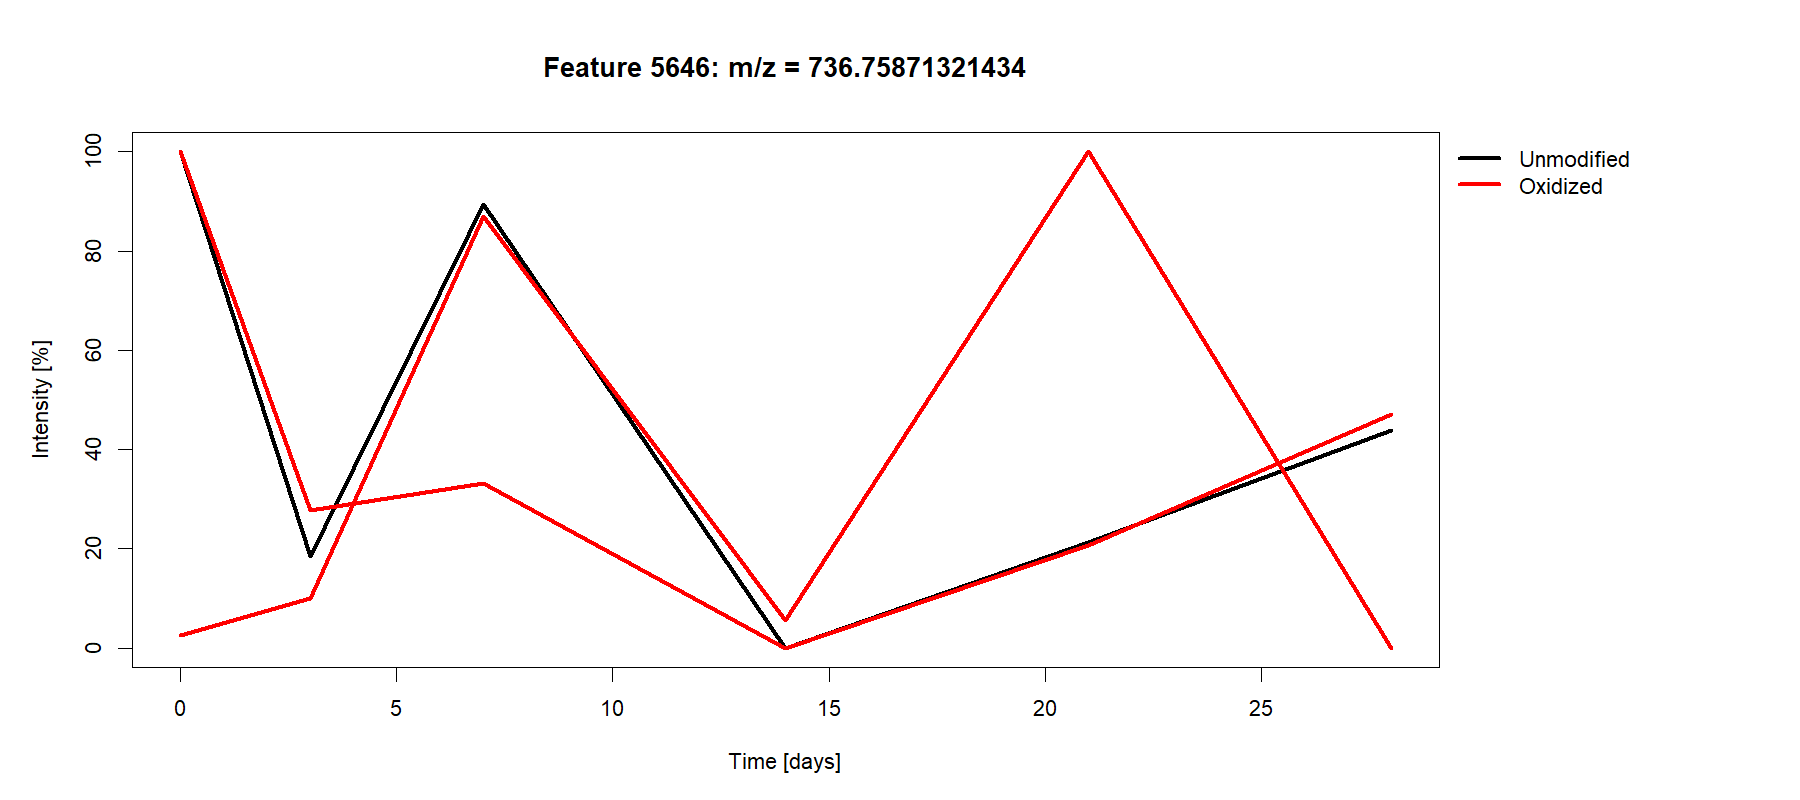 Feature 5646: m/z = 736.75871321434
Unmodified
Oxidized
Intensity [%]
100
80
60
40
20
0
0 5 10 15 20 25
Time [days]